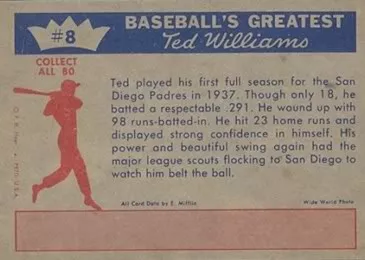 #8
BASEBALL'S GREATEST
Ted Williams
COLLECT
ALL 80
Ted played his first full season for the San
Diego Padres in 1937. Though only 18, he
batted a respectable .291. He wound up with
98 runs-batted-in. He hit 23 home runs and
displayed strong confidence in himself. His
power and beautiful swing again had the
major league scouts flocking to San Diego to
watch him belt the ball.
All Card Data by E. Mifflin
Wide World Photo